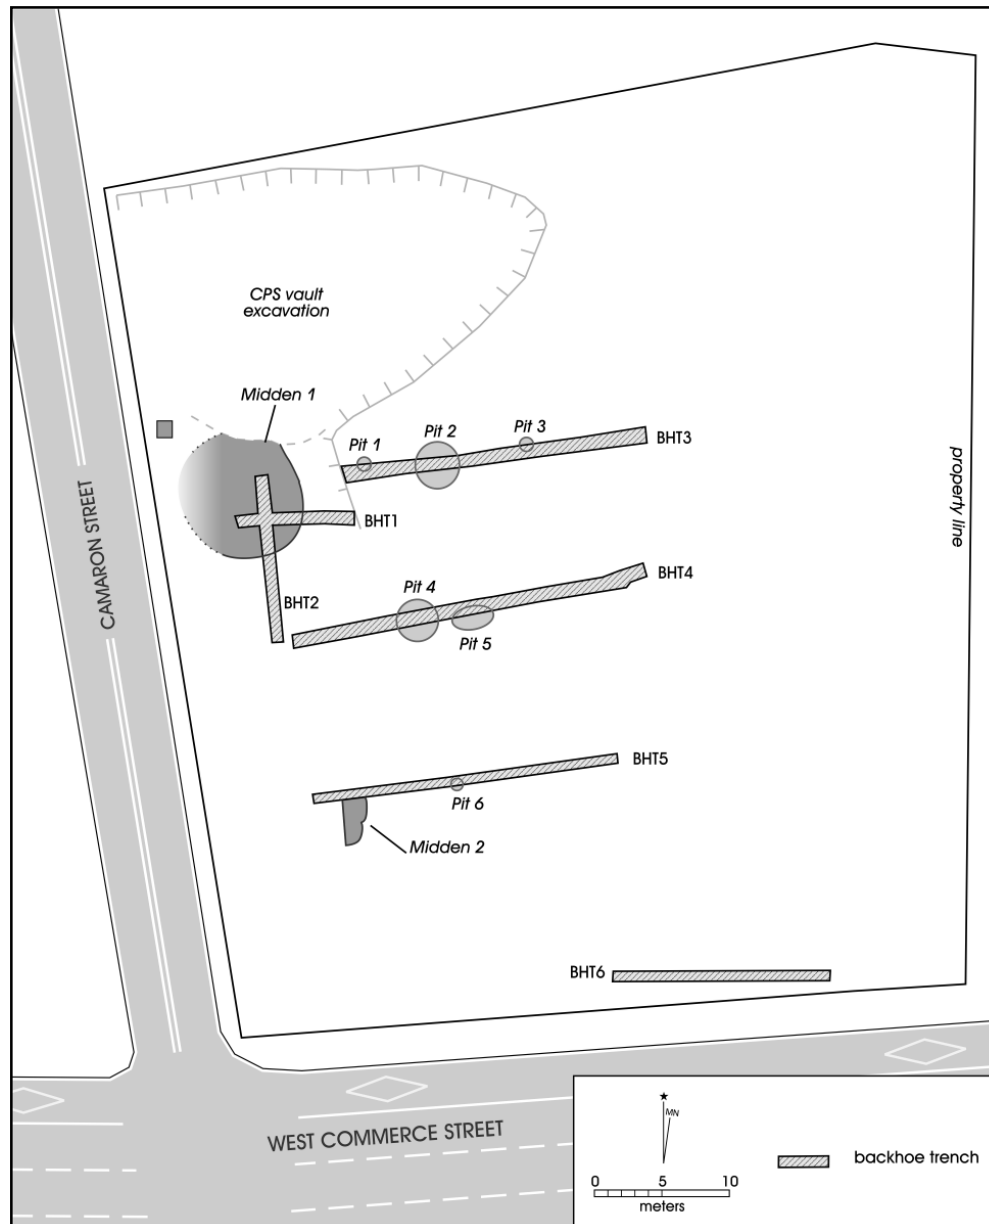 CPS vault
excavation
Midden 1
Pit 1
Pit 2
Pit 3
BHT3
property line
CAMARON STREET
BHT1
BHT2
Pit 4
BHT4
Pit 5
BHT5
Pit 6
Midden 2
BHT6
WEST COMMERCE STREET
MN
backhoe trench
0 5 10
meters